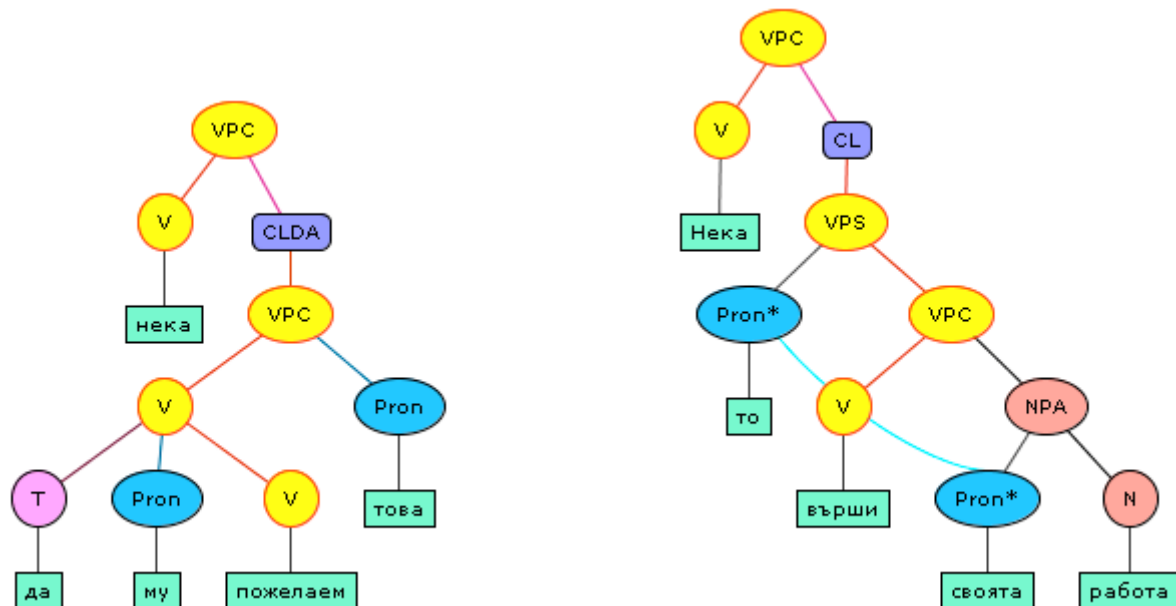 VPC
V
CLDA
нека
VPC
V
Pron
T
Pron
V
това
да
му
пожелаем
VPC
V
CL
Нека
VPS
Pron*
VPC
то
V
NPA
върши
Pron*
N
своята
работа